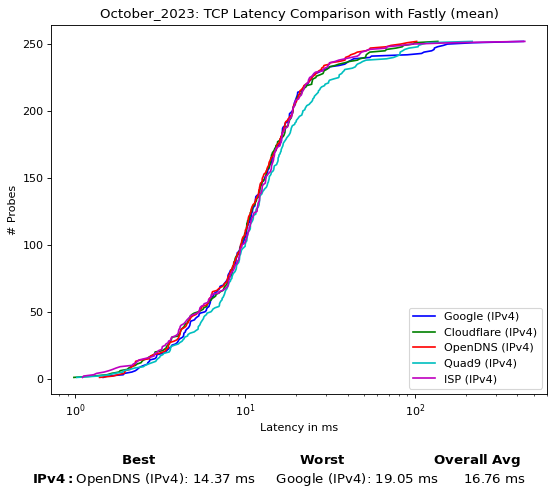 October_2023: TCP Latency Comparison with Fastly (mean)
250
200
150
100
50
0
# Probes
10⁰ 10¹ 10²
Latency in ms
Google (IPv4)
Cloudflare (IPv4)
OpenDNS (IPv4)
Quad9 (IPv4)
ISP (IPv4)
Best Worst Overall Avg
IPv4: OpenDNS (IPv4): 14.37 ms Google (IPv4): 19.05 ms 16.76 ms